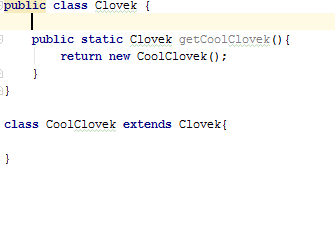 public class Clovek {
public static Clovek getCoolClovek(){
return new CoolClovek();
}
}
class CoolClovek extends Clovek{
}